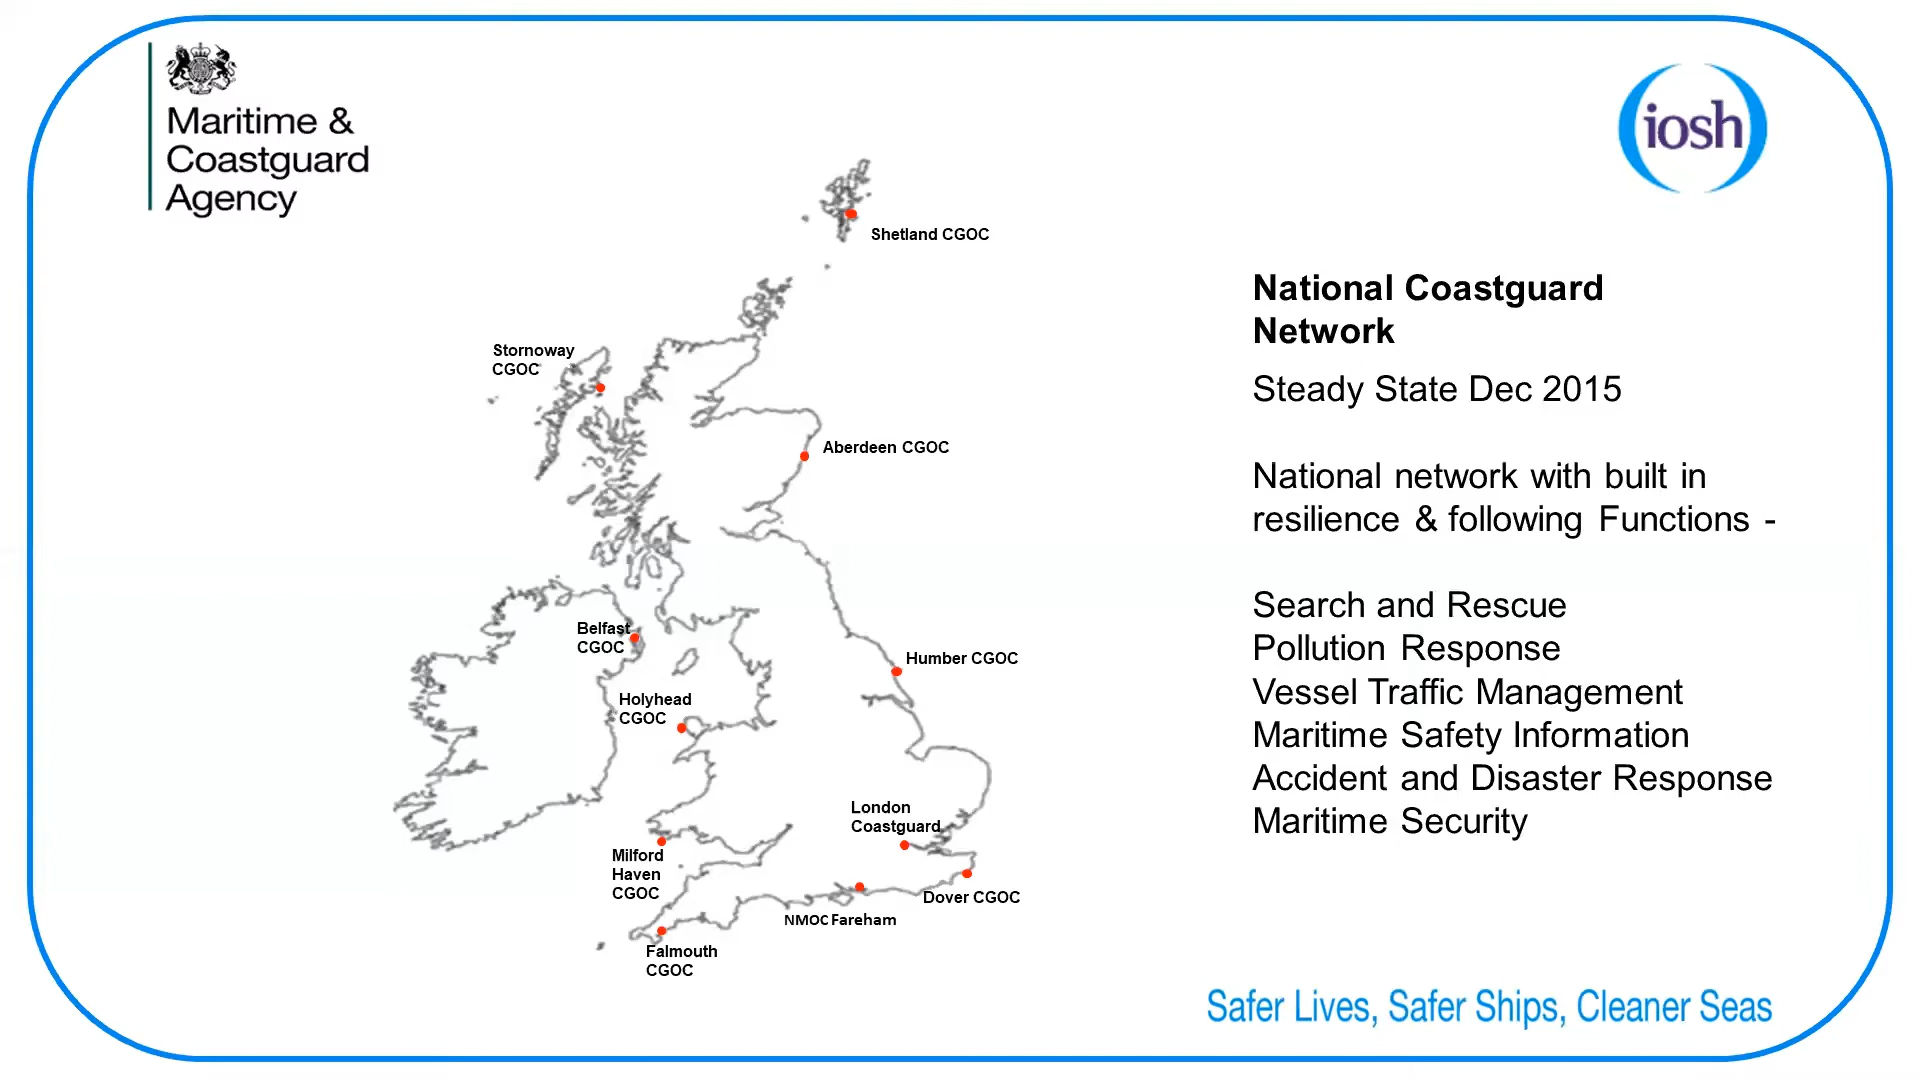 Maritime &
Coastguard
Agency
iosh
Shetland CGOC
Stornoway
CGOC
Aberdeen CGOC
Belfast
CGOC
Humber CGOC
Holyhead
CGOC
London
Coastguard
Milford
Haven
CGOC
Dover CGOC
NMOC Fareham
Falmouth
CGOC
National Coastguard
Network
Steady State Dec 2015
National network with built in
resilience & following Functions -
Search and Rescue
Pollution Response
Vessel Traffic Management
Maritime Safety Information
Accident and Disaster Response
Maritime Security
Safer Lives, Safer Ships, Cleaner Seas